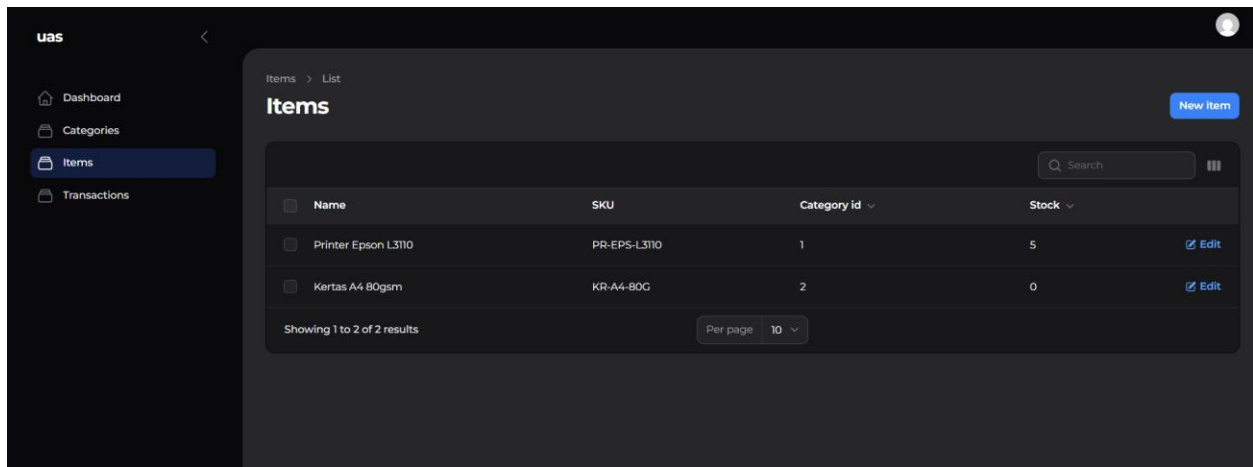 uas
Dashboard
Categories
Items
Transactions
Items > List
Items
New item
Search
Name SKU Category id Stock
Printer Epson L3110 PR-EPS-L3110 1 5 Edit
Kertas A4 80gsm KR-A4-80G 2 0 Edit
Showing 1 to 2 of 2 results Per page 10